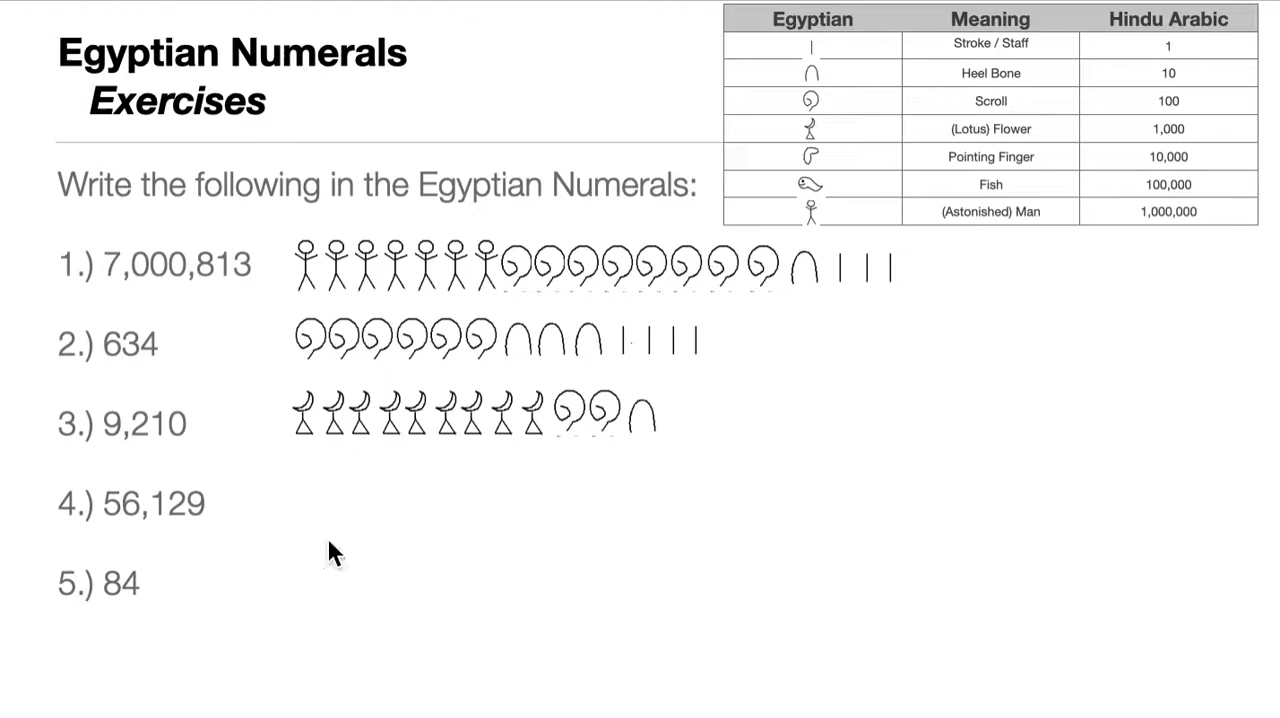 Egyptian Numerals
Exercises
Egyptian Meaning Hindu Arabic
Stroke / Staff 1
Heel Bone 10
Scroll 100
(Lotus) Flower 1,000
Pointing Finger 10,000
Fish 100,000
(Astonished) Man 1,000,000
Write the following in the Egyptian Numerals:
1.) 7,000,813
2.) 634
3.) 9,210
4.) 56,129
5.) 84